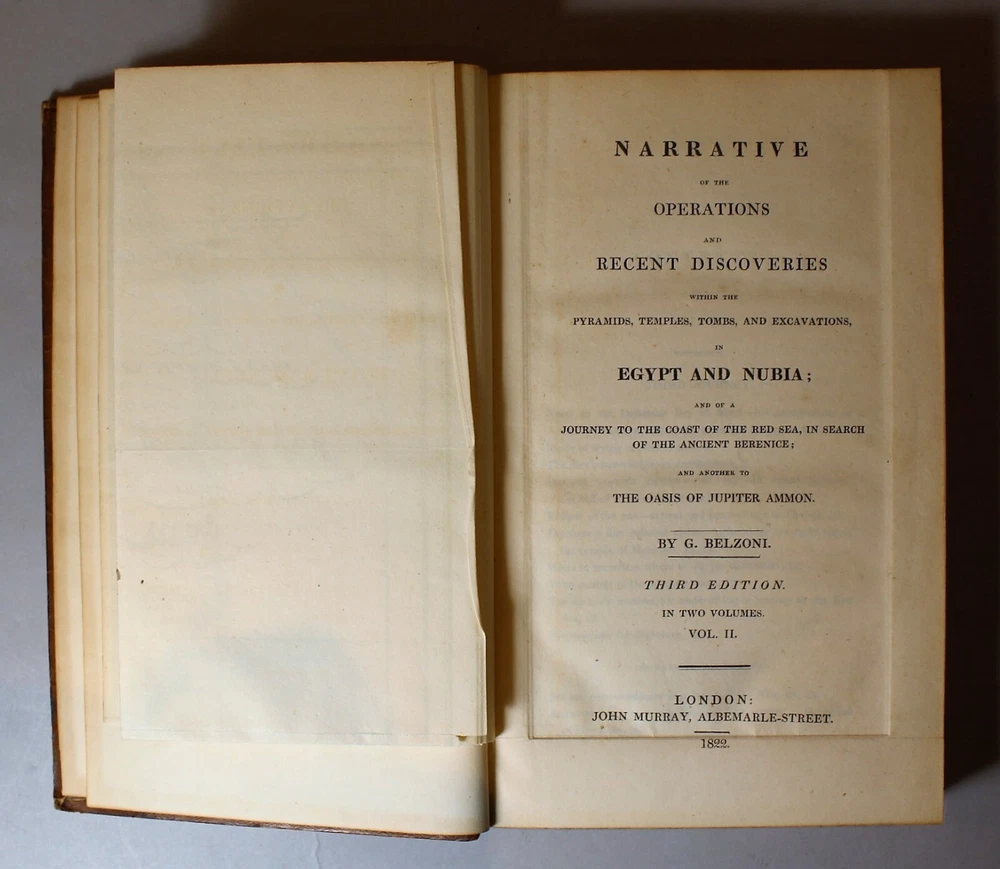 NARRATIVE
OF THE
OPERATIONS
AND
RECENT DISCOVERIES
WITHIN THE
PYRAMIDS, TEMPLES, TOMBS, AND EXCAVATIONS,
IN
EGYPT AND NUBIA;
AND OF A
JOURNEY TO THE COAST OF THE RED SEA, IN SEARCH
OF THE ANCIENT BERENICE;
AND ANOTHER TO
THE OASIS OF JUPITER AMMON.
BY G. BELZONI.
THIRD EDITION.
IN TWO VOLUMES.
VOL. II.
LONDON:
JOHN MURRAY, ALBEMARLE-STREET.
1822.